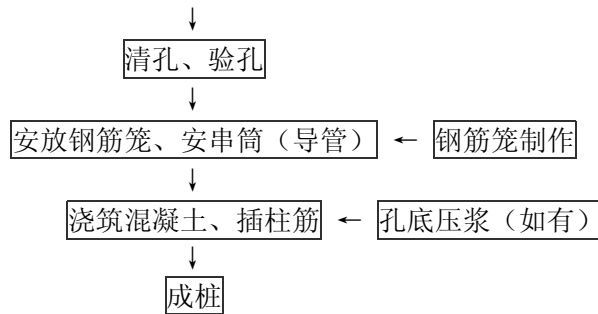 ↓
清孔、验孔
↓
安放钢筋笼、安串筒（导管） ← 钢筋笼制作
↓
浇筑混凝土、插柱筋 ← 孔底压浆（如有）
↓
成桩